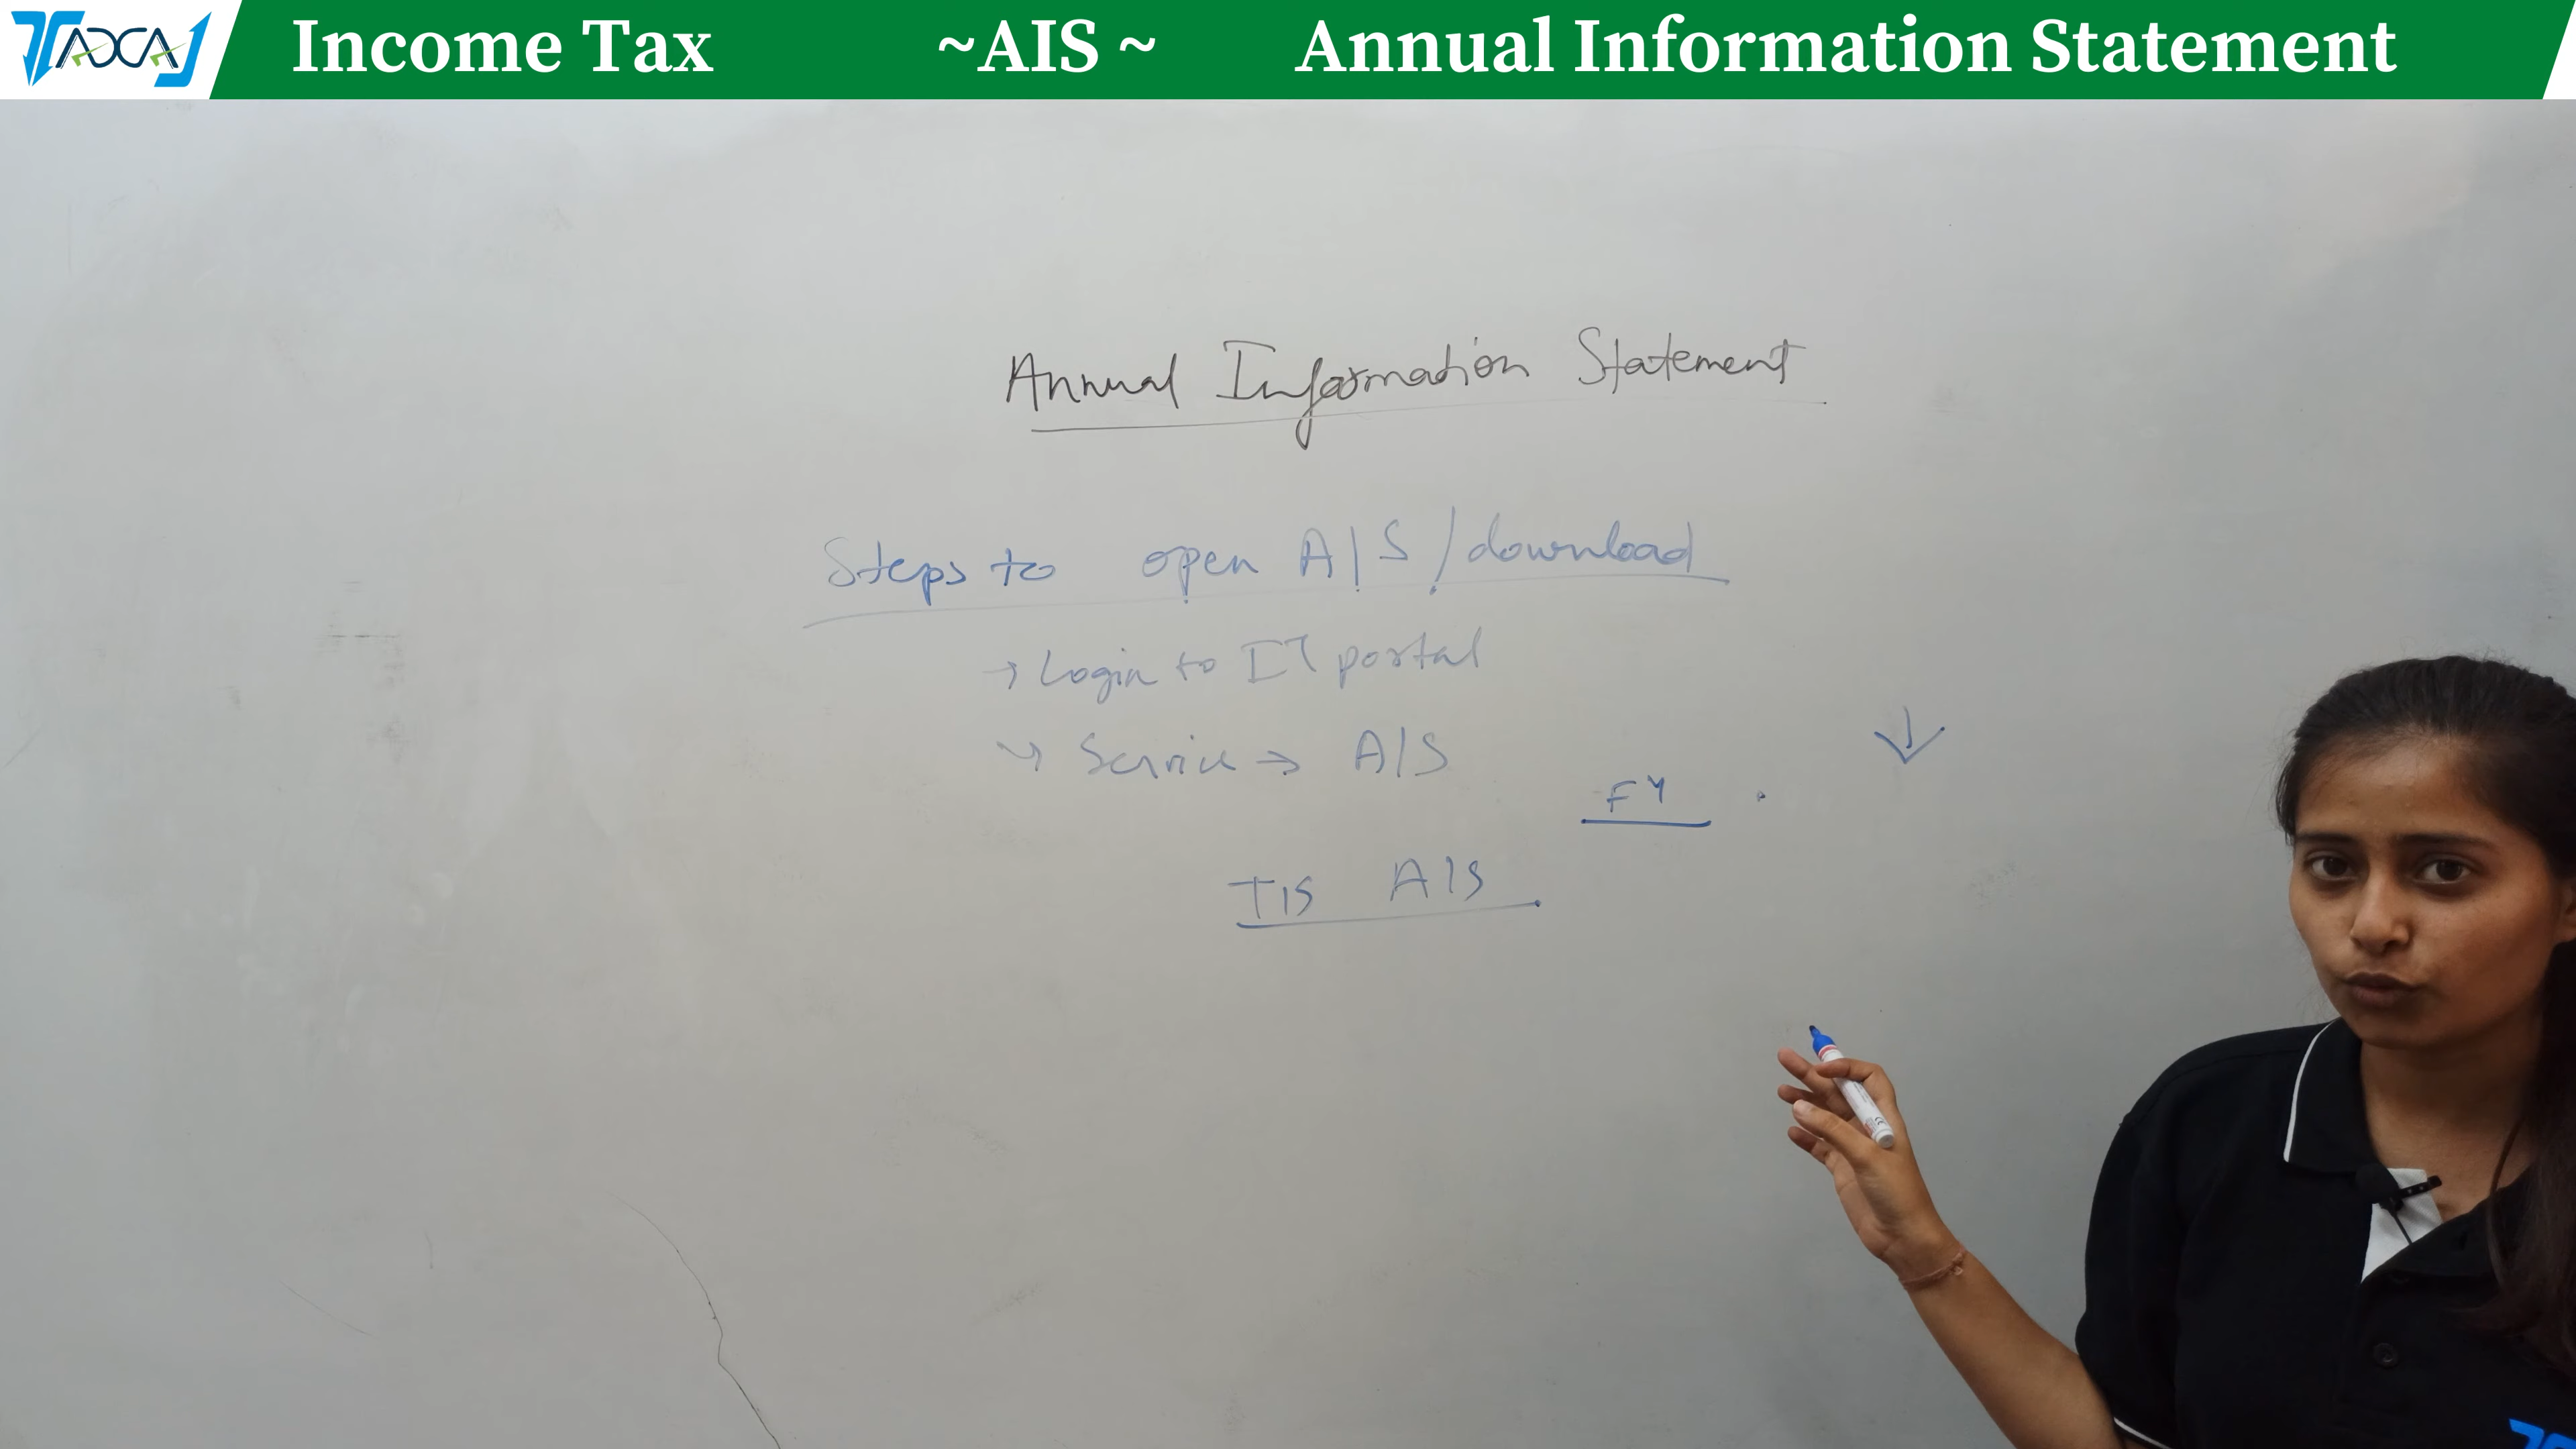 TAXAJ
Income Tax ~AIS ~ Annual Information Statement
Annual Information Statement
Steps to open AIS/download
→ Login to IT portal
→ Service → AIS
FY
TIS AIS